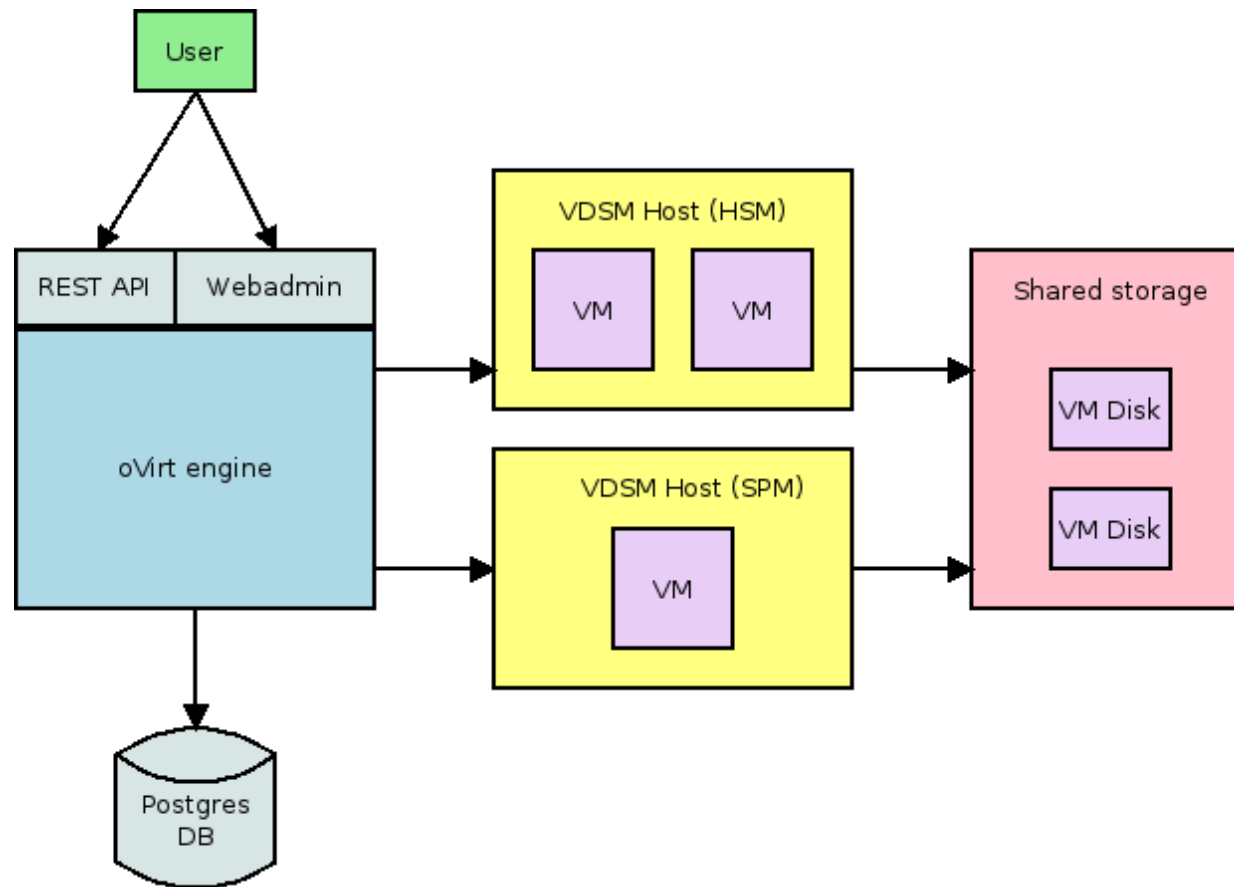 User
REST API
Webadmin
oVirt engine
Postgres
DB
VDSM Host (HSM)
VM
VM
VDSM Host (SPM)
VM
Shared storage
VM Disk
VM Disk